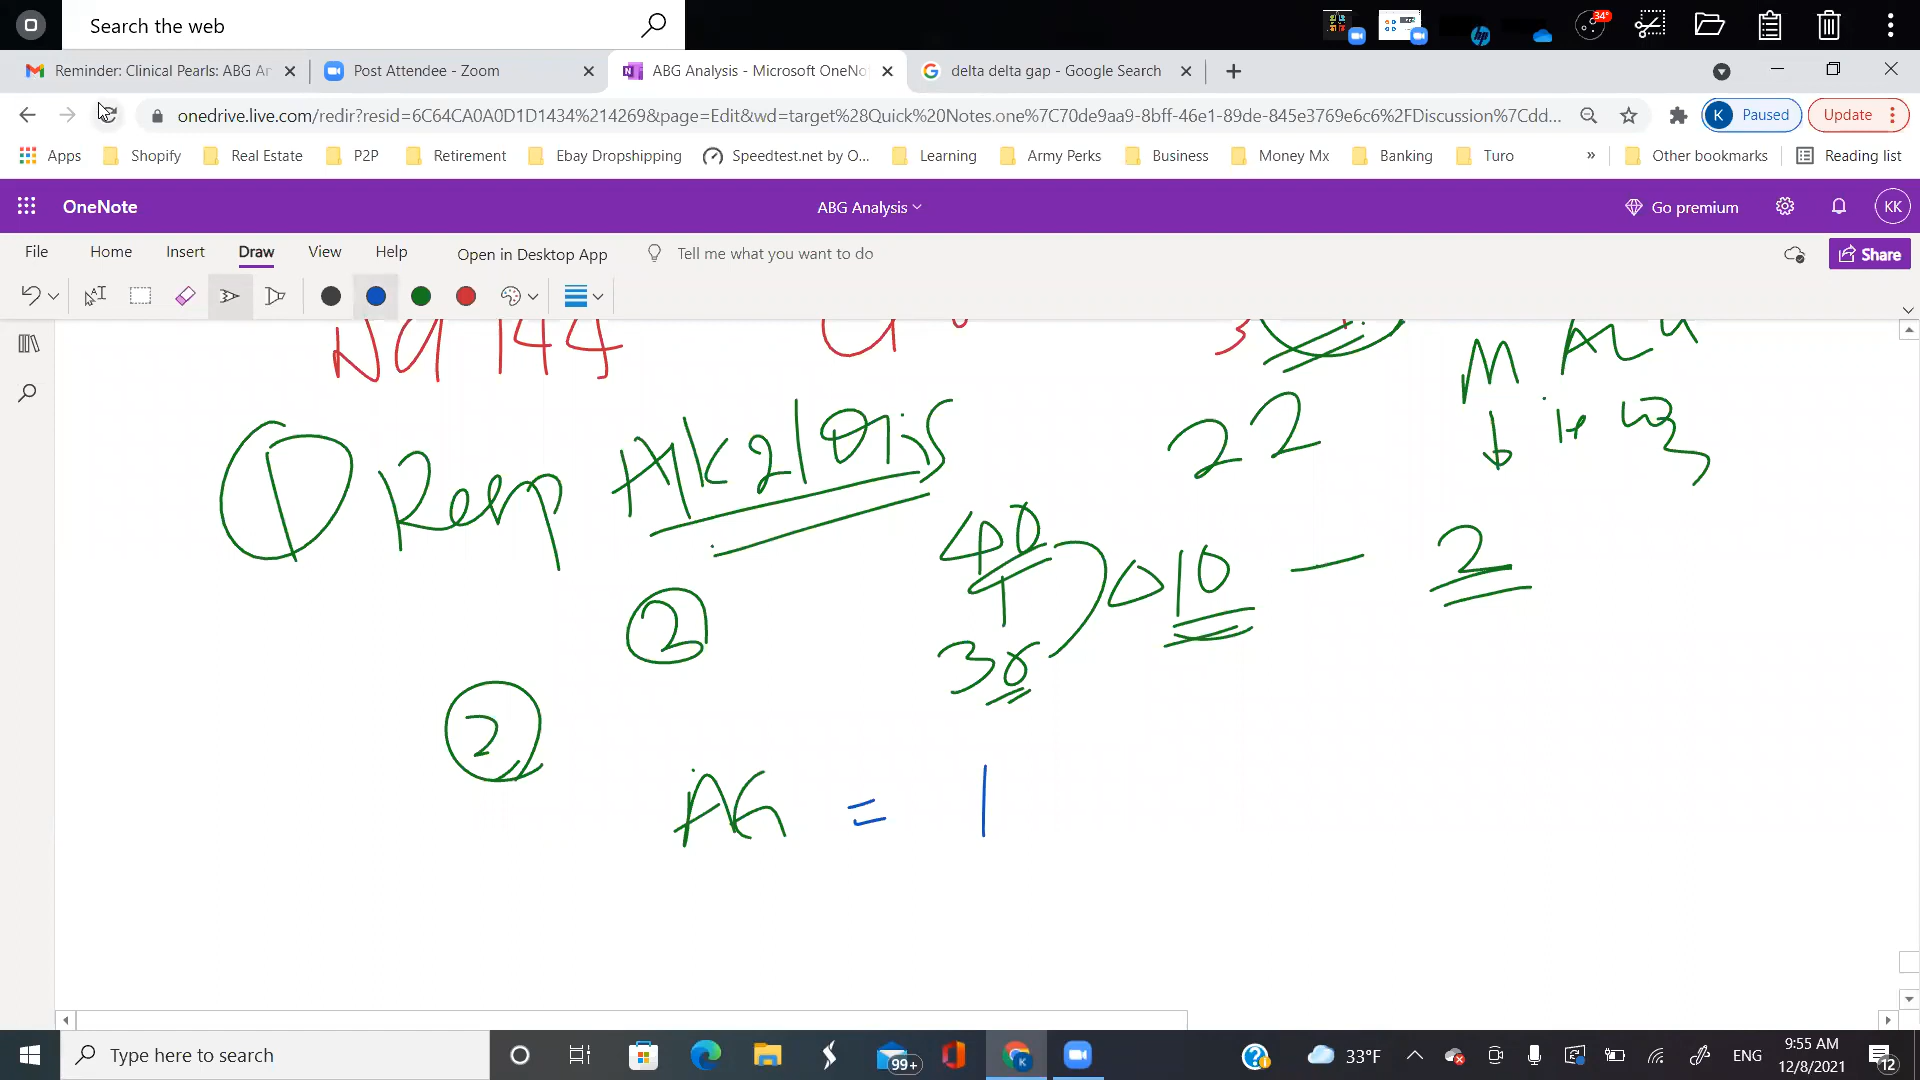 Search the web
34°
Reminder: Clinical Pearls: ABG An
Post Attendee - Zoom
ABG Analysis - Microsoft OneNo
delta delta gap - Google Search
onedrive.live.com/redir?resid=6C64CA0A0D1D1434%214269&page=Edit&wd=target%28Quick%20Notes.one%7C70de9aa9-8bff-46e1-89de-845e3769e6c6%2FDiscussion%7Cdd...
K Paused
Update
Apps Shopify Real Estate P2P Retirement Ebay Dropshipping Speedtest.net by O... Learning Army Perks Business Money Mx Banking Turo » Other bookmarks Reading list
OneNote
ABG Analysis
Go premium
KK
File Home Insert Draw View Help Open in Desktop App Tell me what you want to do
Share
Na 144
1 Resp Alkalosis
22
M
40
10 — 2
2
30
2
AG = 1
Type here to search
99+
33°F
ENG
9:55 AM
12/8/2021
12